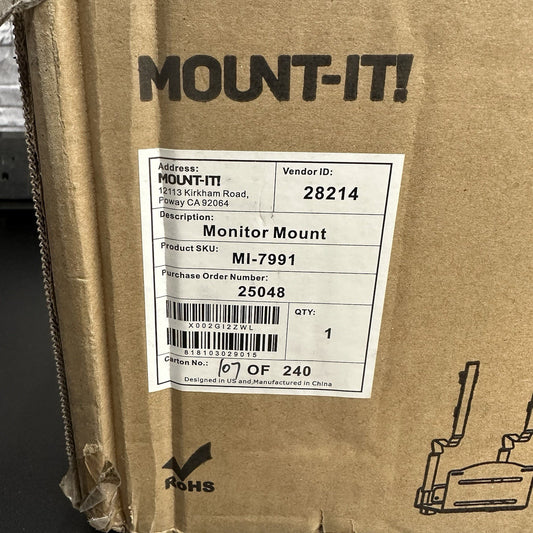 MOUNT-IT!
Address:
MOUNT-IT!
12113 Kirkham Road,
Poway CA 92064
Vendor ID:
28214
Description:
Monitor Mount
Product SKU:
MI-7991
Purchase Order Number:
25048
X002GI2ZWL
818103029015
QTY:
1
Carton No.: 107 OF 240
Designed in US and,Manufactured in China
RoHS